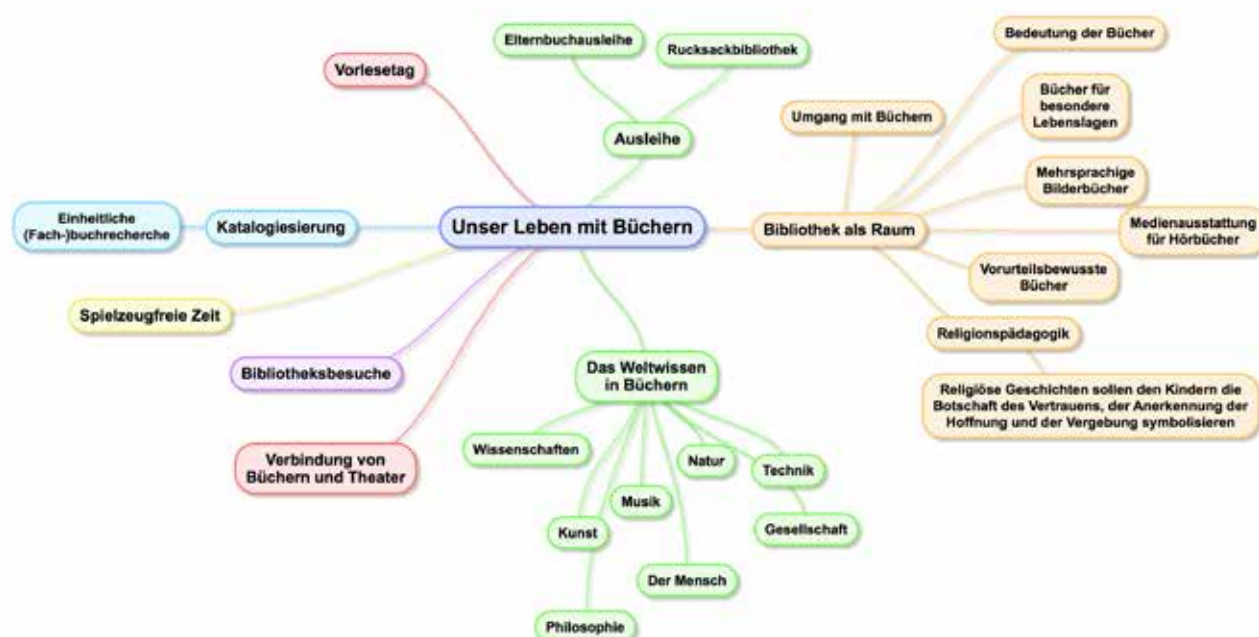 Elternbuchausleihe
Rucksackbibliothek
Vorlesetag
Ausleihe
Bedeutung der Bücher
Bücher für
besondere
Lebenslagen
Umgang mit Büchern
Mehrsprachige
Bilderbücher
Einheitliche
(Fach-)buchrecherche
Katalogiesierung
Unser Leben mit Büchern
Bibliothek als Raum
Medienausstattung
für Hörbücher
Vorurteilsbewusste
Bücher
Spielzeugfreie Zeit
Religionspädagogik
Bibliotheksbesuche
Das Weltwissen
in Büchern
Religiöse Geschichten sollen den Kindern die
Botschaft des Vertrauens, der Anerkennung der
Hoffnung und der Vergebung symbolisieren
Verbindung von
Büchern und Theater
Wissenschaften
Natur
Technik
Musik
Kunst
Gesellschaft
Der Mensch
Philosophie